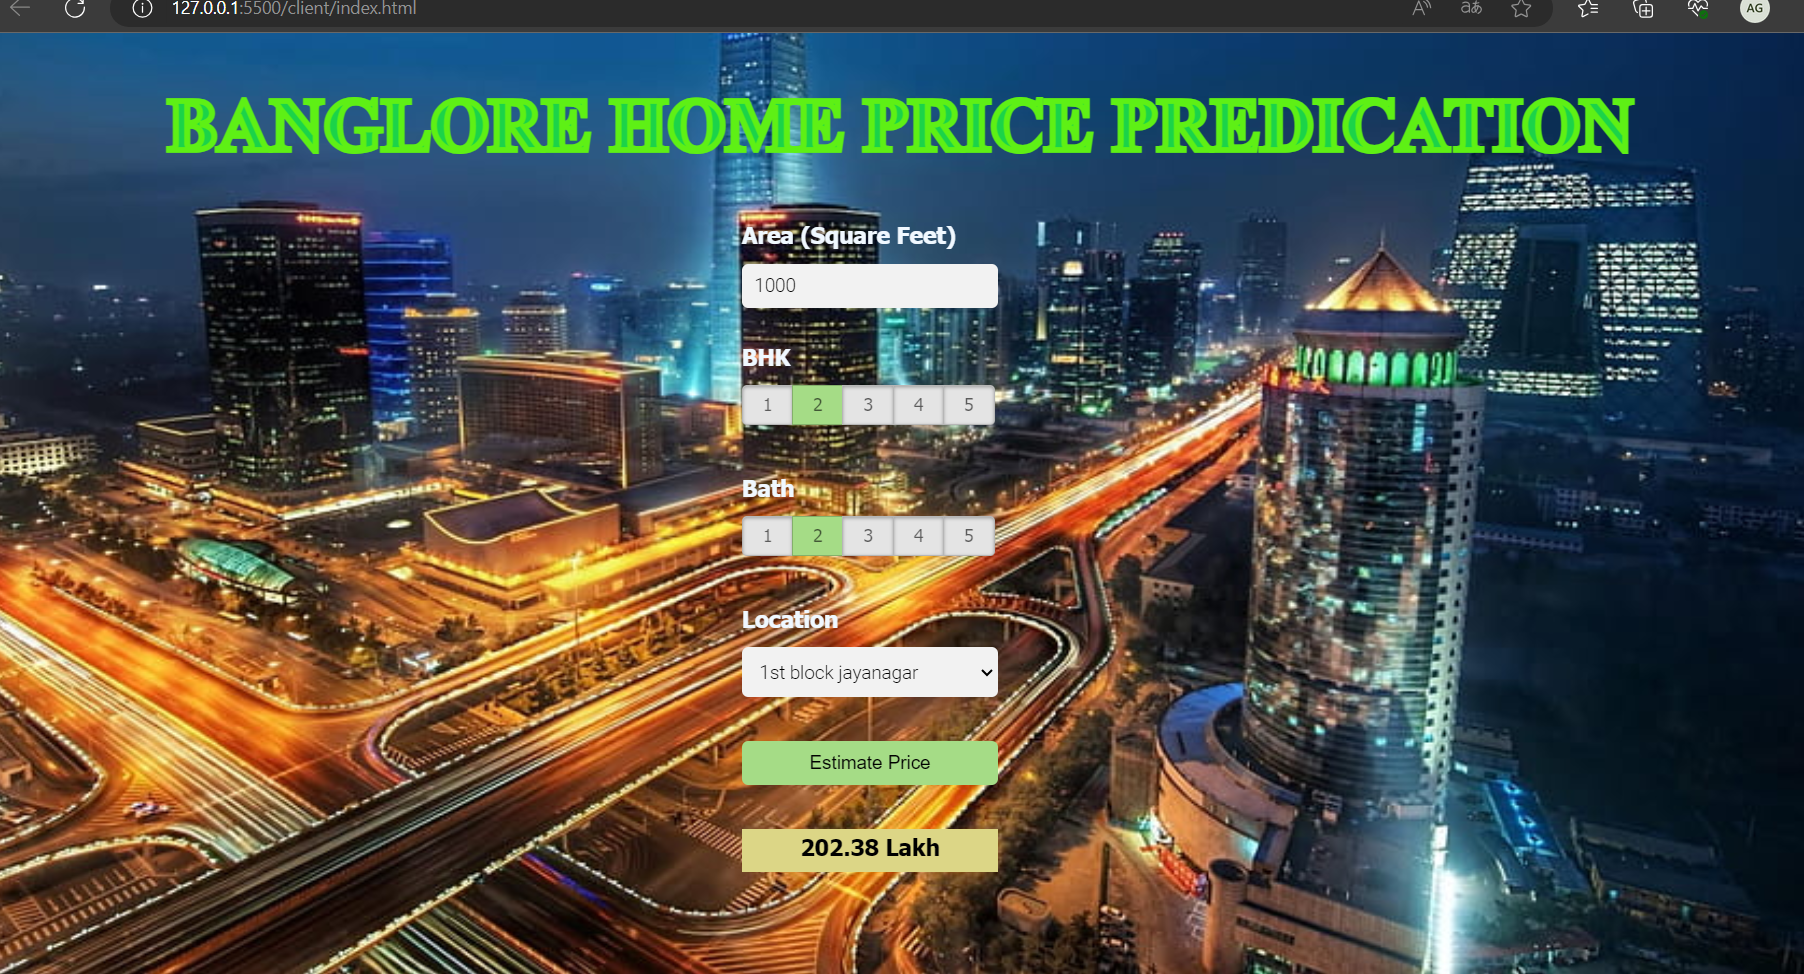 127.0.0.1:5500/client/index.html
AG
BANGLORE HOME PRICE PREDICATION
Area (Square Feet)
1000
BHK
1 2 3 4 5
Bath
1 2 3 4 5
Location
1st block jayanagar
Estimate Price
202.38 Lakh